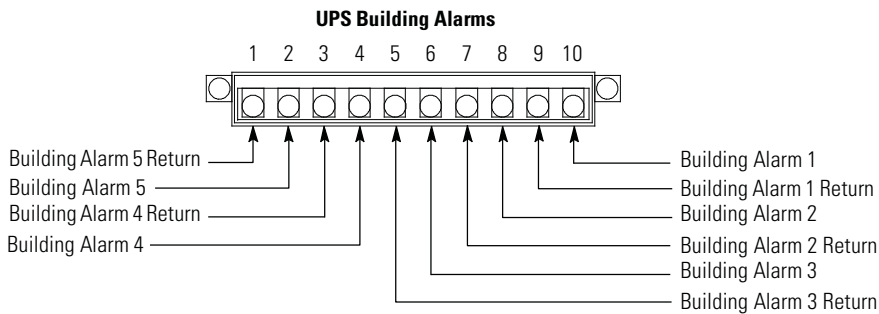 UPS Building Alarms
1 2 3 4 5 6 7 8 9 10
Building Alarm 5 Return
Building Alarm 5
Building Alarm 4 Return
Building Alarm 4
Building Alarm 1
Building Alarm 1 Return
Building Alarm 2
Building Alarm 2 Return
Building Alarm 3
Building Alarm 3 Return